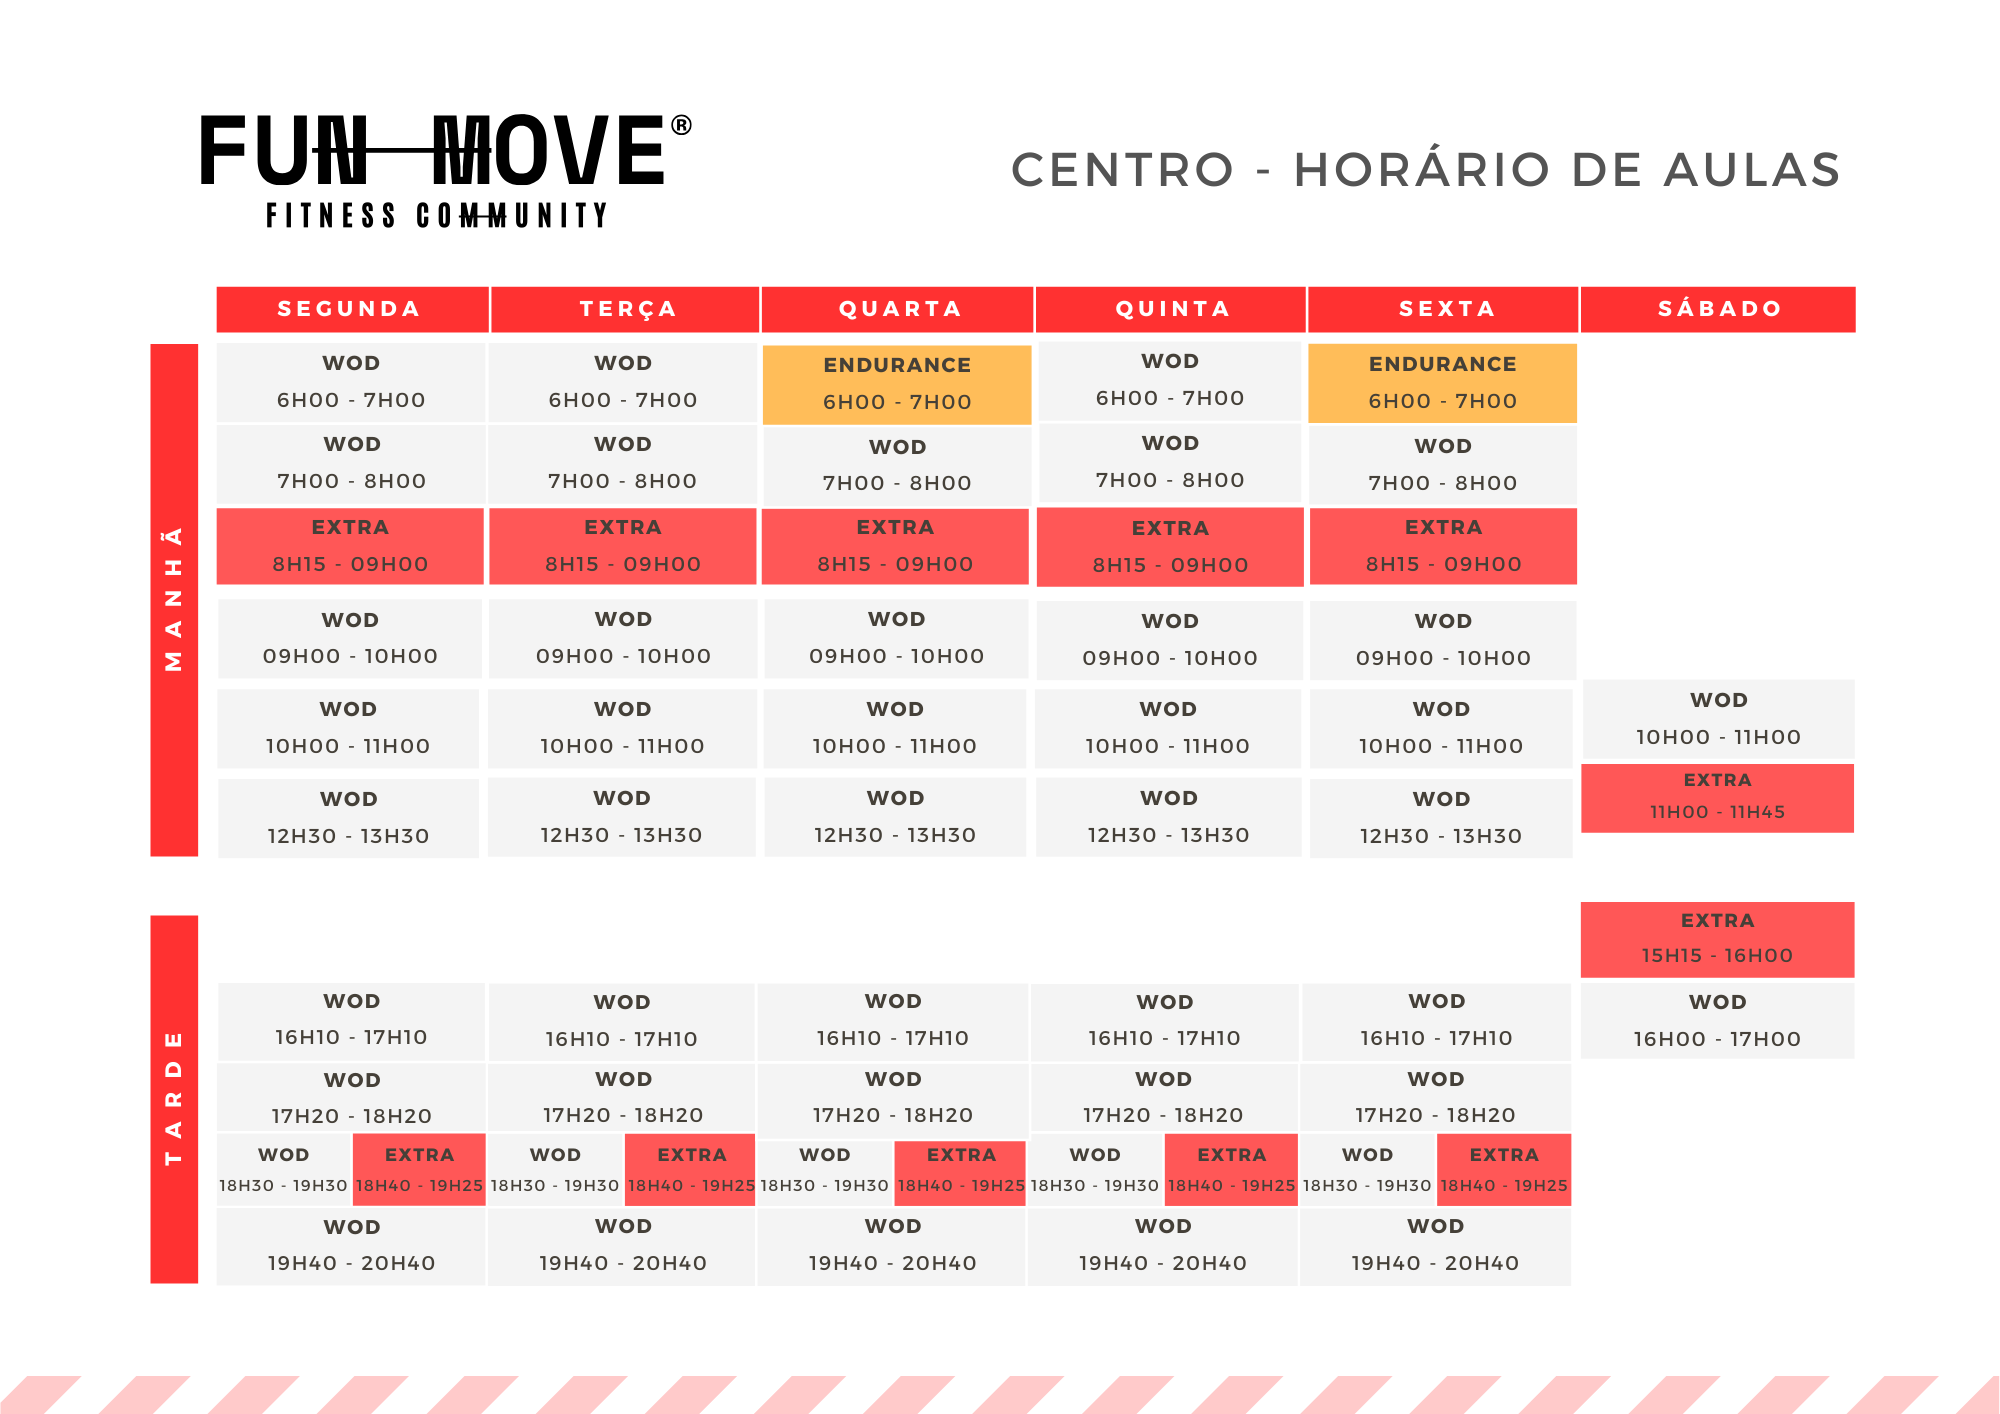 FUN MOVE®
FITNESS COMMUNITY
CENTRO - HORÁRIO DE AULAS
SEGUNDA TERÇA QUARTA QUINTA SEXTA SÁBADO
MANHÃ
WOD WOD ENDURANCE WOD ENDURANCE
6H00 - 7H00 6H00 - 7H00 6H00 - 7H00 6H00 - 7H00 6H00 - 7H00
WOD WOD WOD WOD WOD
7H00 - 8H00 7H00 - 8H00 7H00 - 8H00 7H00 - 8H00 7H00 - 8H00
EXTRA EXTRA EXTRA EXTRA EXTRA
8H15 - 09H00 8H15 - 09H00 8H15 - 09H00 8H15 - 09H00 8H15 - 09H00
WOD WOD WOD WOD WOD
09H00 - 10H00 09H00 - 10H00 09H00 - 10H00 09H00 - 10H00 09H00 - 10H00
WOD WOD WOD WOD WOD WOD
10H00 - 11H00 10H00 - 11H00 10H00 - 11H00 10H00 - 11H00 10H00 - 11H00 10H00 - 11H00
WOD WOD WOD WOD WOD EXTRA
12H30 - 13H30 12H30 - 13H30 12H30 - 13H30 12H30 - 13H30 12H30 - 13H30 11H00 - 11H45
TARDE
EXTRA
15H15 - 16H00
WOD WOD WOD WOD WOD WOD
16H10 - 17H10 16H10 - 17H10 16H10 - 17H10 16H10 - 17H10 16H10 - 17H10 16H00 - 17H00
WOD WOD WOD WOD WOD
17H20 - 18H20 17H20 - 18H20 17H20 - 18H20 17H20 - 18H20 17H20 - 18H20
WOD EXTRA WOD EXTRA WOD EXTRA WOD EXTRA WOD EXTRA
18H30 - 19H30 18H40 - 19H25 18H30 - 19H30 18H40 - 19H25 18H30 - 19H30 18H40 - 19H25 18H30 - 19H30 18H40 - 19H25 18H30 - 19H30 18H40 - 19H25
WOD WOD WOD WOD WOD
19H40 - 20H40 19H40 - 20H40 19H40 - 20H40 19H40 - 20H40 19H40 - 20H40